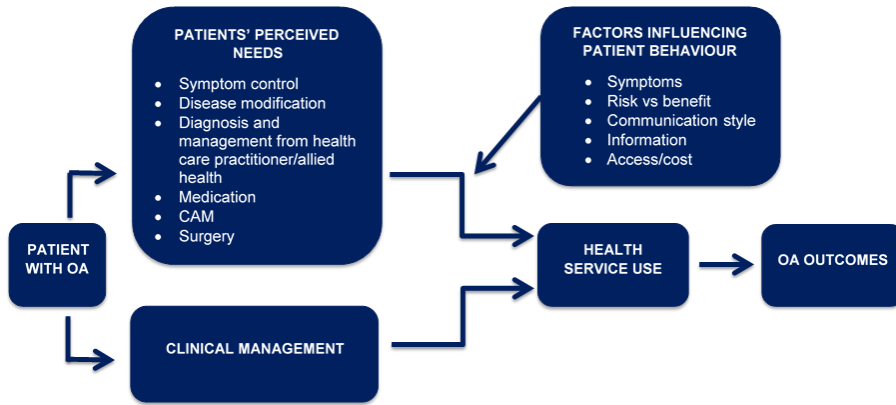 PATIENTS' PERCEIVED
NEEDS
• Symptom control
• Disease modification
• Diagnosis and
management from health
care practitioner/allied
health
• Medication
• CAM
• Surgery
FACTORS INFLUENCING
PATIENT BEHAVIOUR
• Symptoms
• Risk vs benefit
• Communication style
• Information
• Access/cost
PATIENT
WITH OA
HEALTH
SERVICE USE
OA OUTCOMES
CLINICAL MANAGEMENT